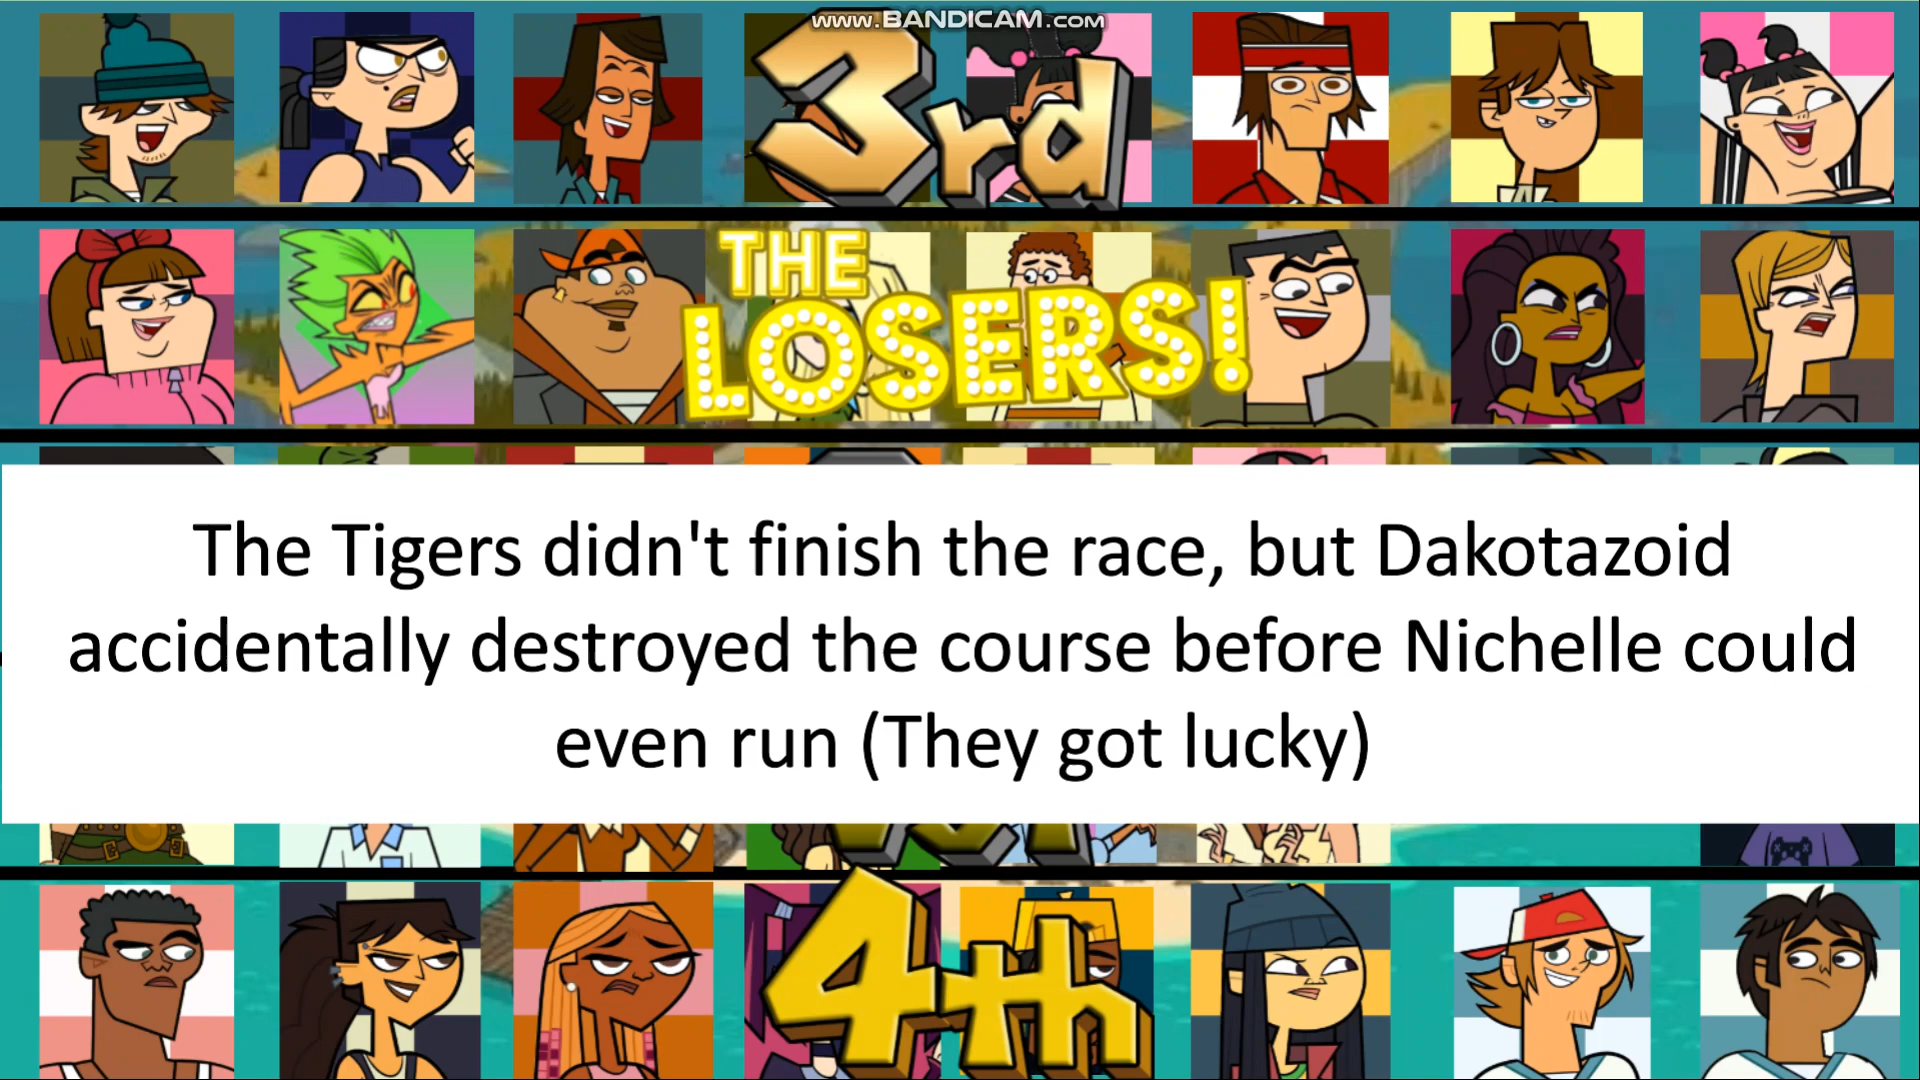 www.BANDICAM.com
3rd
THE
LOSERS!
The Tigers didn't finish the race, but Dakotazoid
accidentally destroyed the course before Nichelle could
even run (They got lucky)
4th